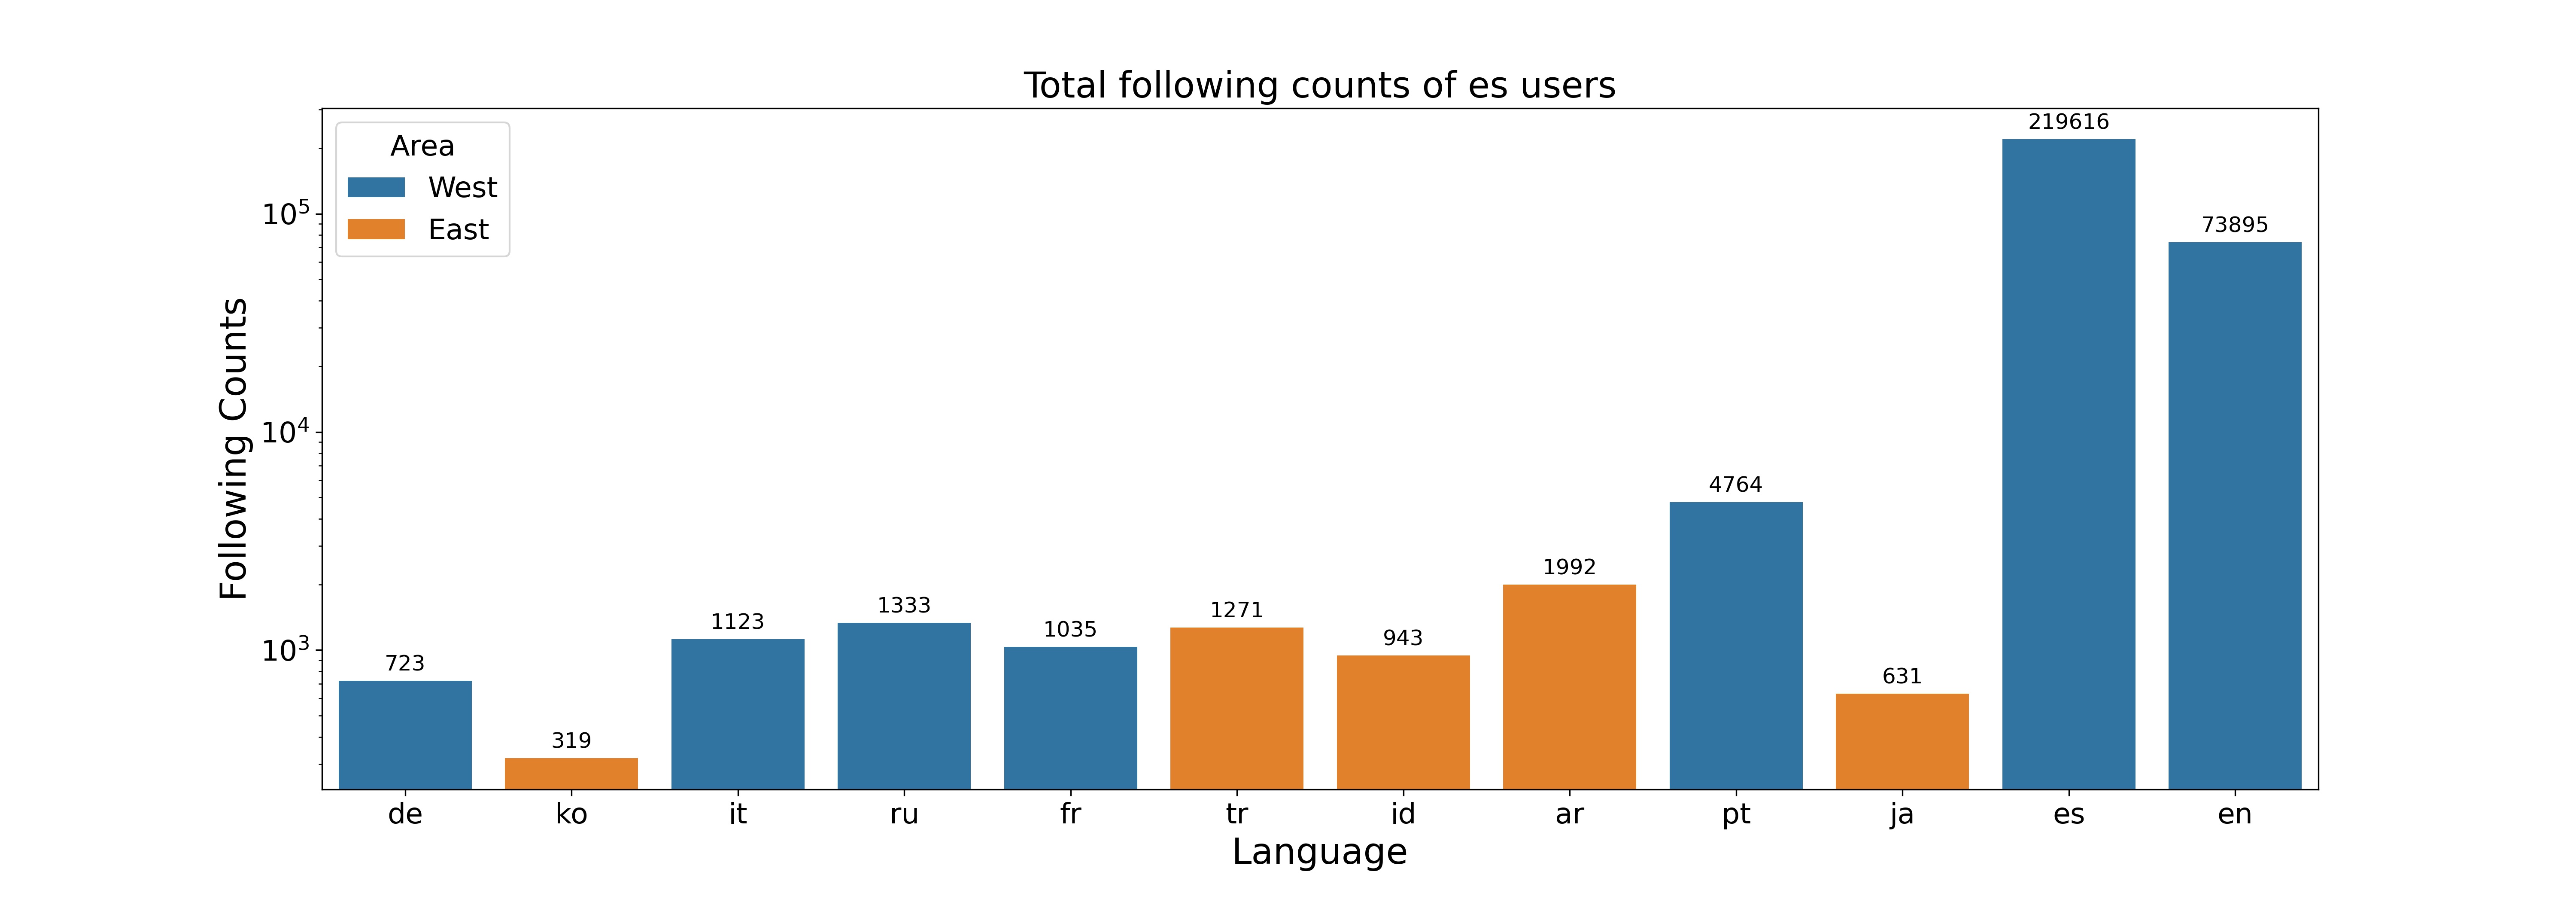 Total following counts of es users
Area
West
East
Following Counts
10^5
10^4
10^3
723
319
1123
1333
1035
1271
943
1992
4764
631
219616
73895
de ko it ru fr tr id ar pt ja es en
Language